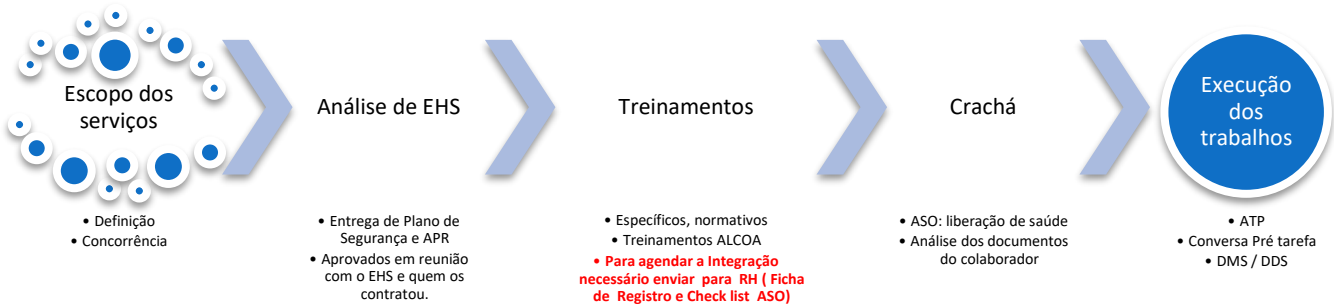 Escopo dos
serviços
• Definição
• Concorrência
Análise de EHS
• Entrega de Plano de
Segurança e APR
• Aprovados em reunião
com o EHS e quem os
contratou.
Treinamentos
• Específicos, normativos
• Treinamentos ALCOA
• Para agendar a Integração
necessário enviar para RH ( Ficha
de Registro e Check list ASO)
Crachá
• ASO: liberação de saúde
• Análise dos documentos
do colaborador
Execução
dos
trabalhos
• ATP
• Conversa Pré tarefa
• DMS / DDS